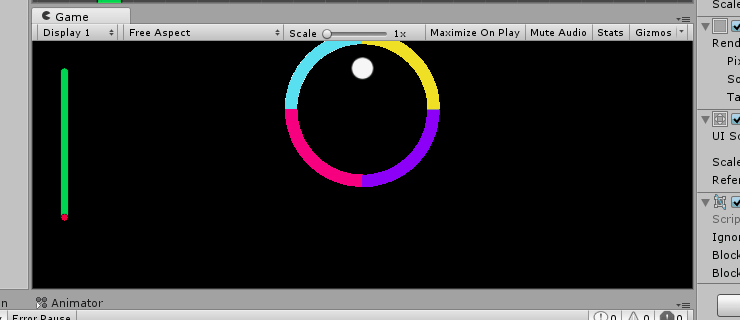 Scale
Game
Display 1 Free Aspect Scale 1x Maximize On Play Mute Audio Stats Gizmos
Rend
Pix
Sc
Ta
UI Sc
Scale
Refer
Scrip
Ignor
Block
Block
n Animator
Error Pause 0 0 0